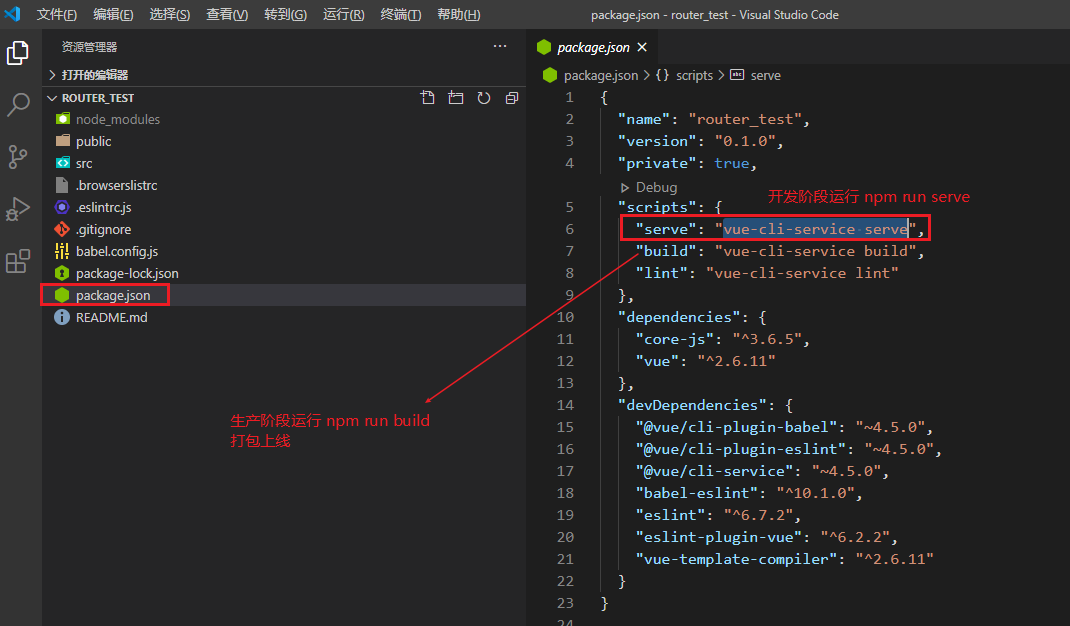 文件(F) 编辑(E) 选择(S) 查看(V) 转到(G) 运行(R) 终端(T) 帮助(H) package.json - router_test - Visual Studio Code
资源管理器
打开的编辑器
ROUTER_TEST
node_modules
public
src
.browserslistrc
.eslintrc.js
.gitignore
babel.config.js
package-lock.json
package.json
README.md
生产阶段运行 npm run build
打包上线
package.json
package.json > {} scripts > abc serve
1 {
2 "name": "router_test",
3 "version": "0.1.0",
4 "private": true,
Debug
开发阶段运行 npm run serve
5 "scripts": {
6 "serve": "vue-cli-service serve",
7 "build": "vue-cli-service build",
8 "lint": "vue-cli-service lint"
9 },
10 "dependencies": {
11 "core-js": "^3.6.5",
12 "vue": "^2.6.11"
13 },
14 "devDependencies": {
15 "@vue/cli-plugin-babel": "~4.5.0",
16 "@vue/cli-plugin-eslint": "~4.5.0",
17 "@vue/cli-service": "~4.5.0",
18 "babel-eslint": "^10.1.0",
19 "eslint": "^6.7.2",
20 "eslint-plugin-vue": "^6.2.2",
21 "vue-template-compiler": "^2.6.11"
22 }
23 }
24